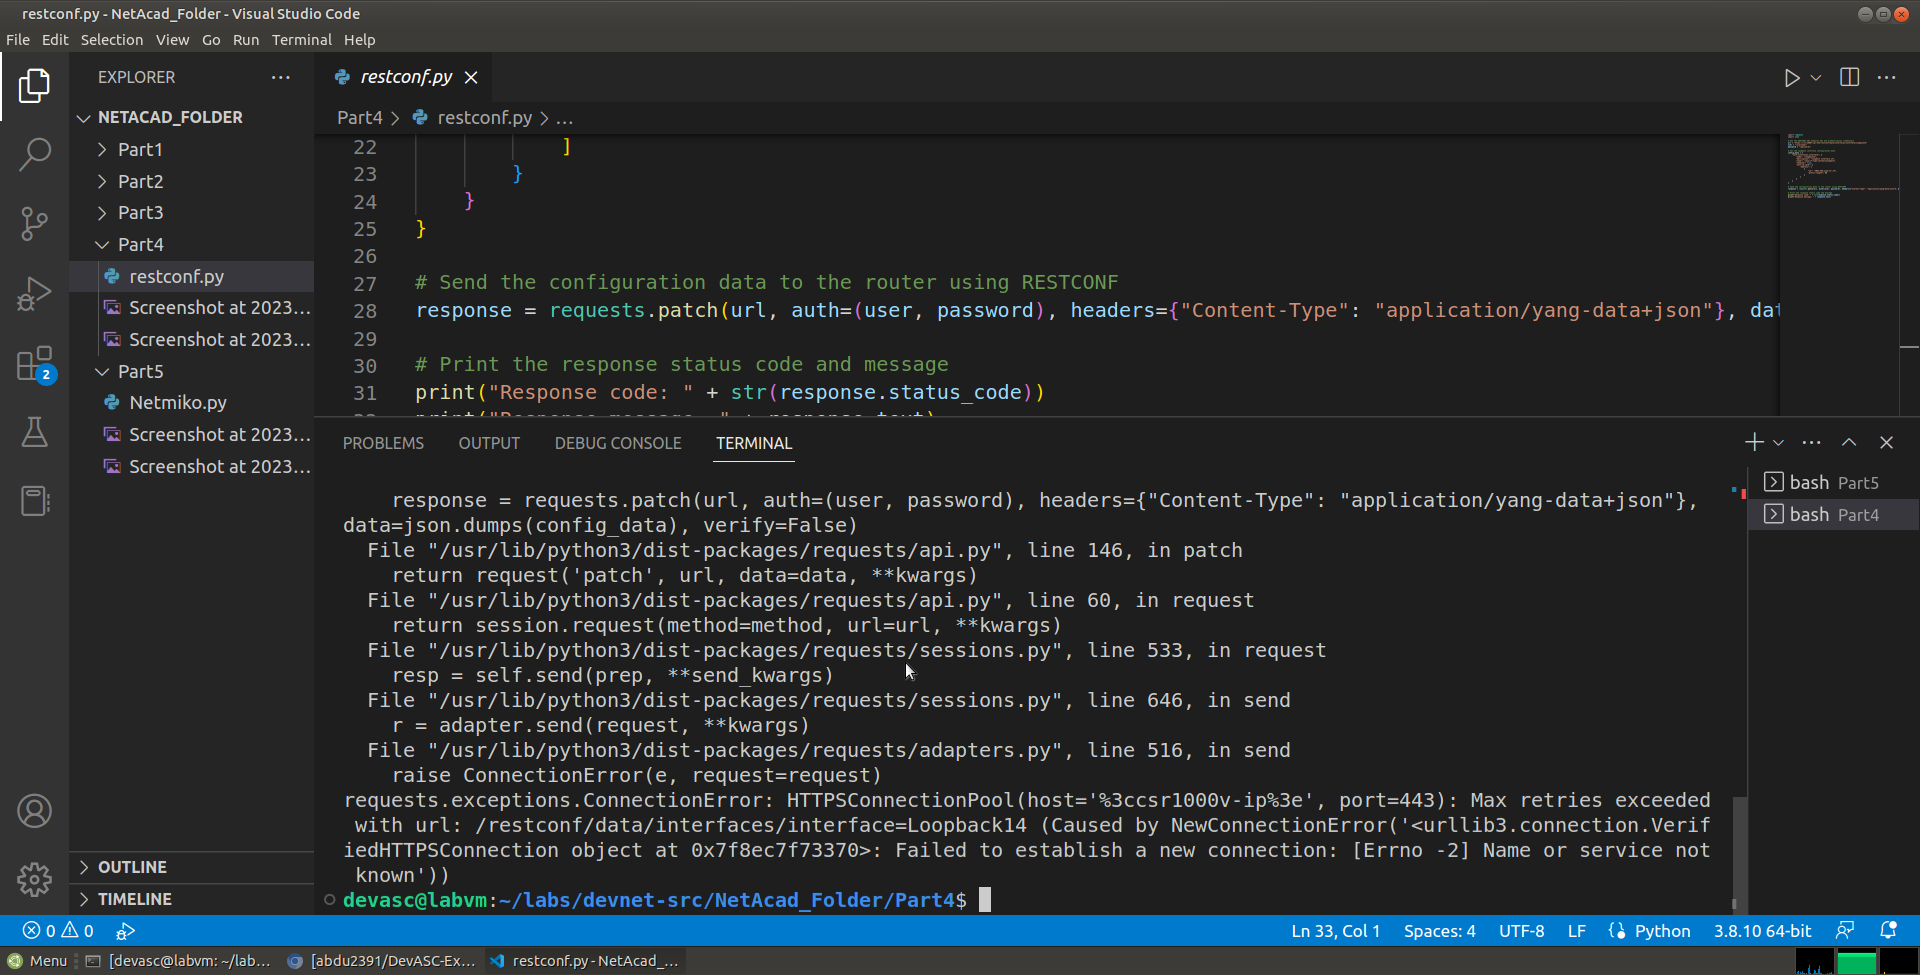 restconf.py - NetAcad_Folder - Visual Studio Code
File Edit Selection View Go Run Terminal Help
EXPLORER
NETACAD_FOLDER
Part1
Part2
Part3
Part4
restconf.py
Screenshot at 2023...
Screenshot at 2023...
Part5
Netmiko.py
Screenshot at 2023...
Screenshot at 2023...
OUTLINE
TIMELINE
2
restconf.py
Part4 > restconf.py > ...
22 ]
23 }
24 }
25 }
26
27 # Send the configuration data to the router using RESTCONF
28 response = requests.patch(url, auth=(user, password), headers={"Content-Type": "application/yang-data+json"}, dat
29
30 # Print the response status code and message
31 print("Response code: " + str(response.status_code))
PROBLEMS OUTPUT DEBUG CONSOLE TERMINAL
response = requests.patch(url, auth=(user, password), headers={"Content-Type": "application/yang-data+json"},
data=json.dumps(config_data), verify=False)
File "/usr/lib/python3/dist-packages/requests/api.py", line 146, in patch
return request('patch', url, data=data, **kwargs)
File "/usr/lib/python3/dist-packages/requests/api.py", line 60, in request
return session.request(method=method, url=url, **kwargs)
File "/usr/lib/python3/dist-packages/requests/sessions.py", line 533, in request
resp = self.send(prep, **send_kwargs)
File "/usr/lib/python3/dist-packages/requests/sessions.py", line 646, in send
r = adapter.send(request, **kwargs)
File "/usr/lib/python3/dist-packages/requests/adapters.py", line 516, in send
raise ConnectionError(e, request=request)
requests.exceptions.ConnectionError: HTTPSConnectionPool(host='%3ccsr1000v-ip%3e', port=443): Max retries exceeded
with url: /restconf/data/interfaces/interface=Loopback14 (Caused by NewConnectionError('<urllib3.connection.Verif
iedHTTPSConnection object at 0x7f8ec7f73370>: Failed to establish a new connection: [Errno -2] Name or service not
known'))
devasc@labvm:~/labs/devnet-src/NetAcad_Folder/Part4$
bash Part5
bash Part4
0 0
Ln 33, Col 1 Spaces: 4 UTF-8 LF Python 3.8.10 64-bit
Menu [devasc@labvm: ~/lab... [abdu2391/DevASC-Ex... restconf.py - NetAcad_...